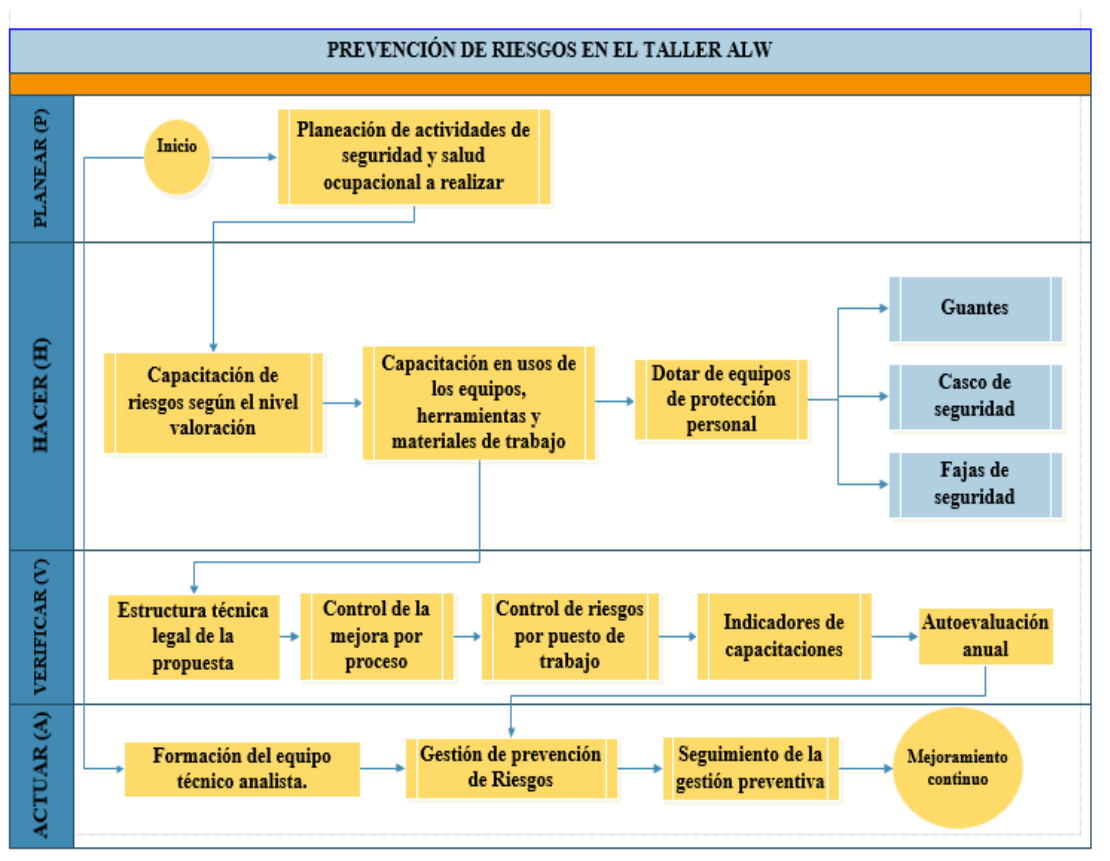 PREVENCIÓN DE RIESGOS EN EL TALLER ALW
PLANEAR (P)
Inicio
Planeación de actividades de
seguridad y salud
ocupacional a realizar
HACER (H)
Capacitación de
riesgos según el nivel
valoración
Capacitación en usos de
los equipos,
herramientas y
materiales de trabajo
Dotar de equipos
de protección
personal
Guantes
Casco de
seguridad
Fajas de
seguridad
VERIFICAR (V)
Estructura técnica
legal de la
propuesta
Control de la
mejora por
proceso
Control de riesgos
por puesto de
trabajo
Indicadores de
capacitaciones
Autoevaluación
anual
ACTUAR (A)
Formación del equipo
técnico analista.
Gestión de prevención
de Riesgos
Seguimiento de la
gestión preventiva
Mejoramiento
continuo